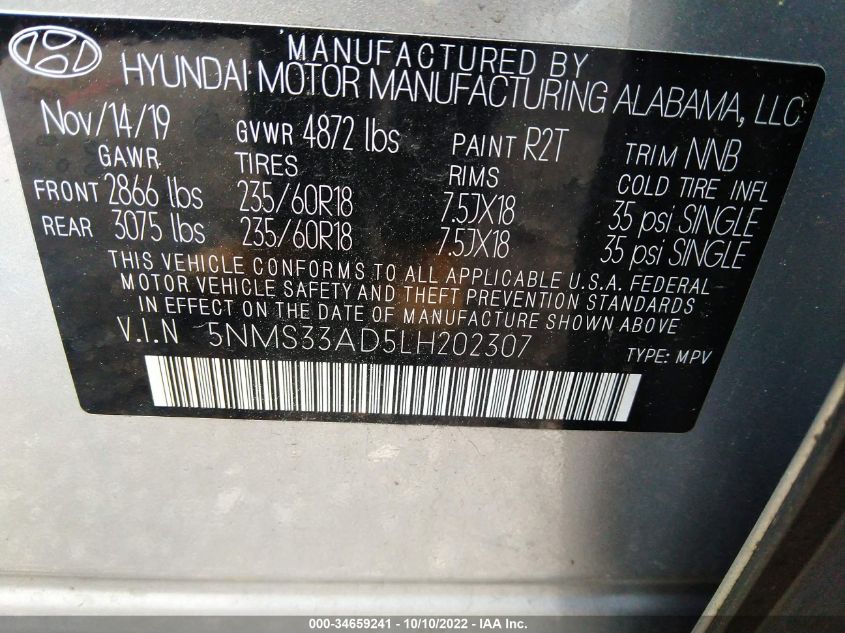 MANUFACTURED BY
HYUNDAI MOTOR MANUFACTURING ALABAMA, LLC
Nov/14/19 GVWR 4872 lbs PAINT R2T TRIM NNB
GAWR TIRES RIMS COLD TIRE INFL
FRONT 2866 lbs 235/60R18 7.5JX18 35 psi SINGLE
REAR 3075 lbs 235/60R18 7.5JX18 35 psi SINGLE
THIS VEHICLE CONFORMS TO ALL APPLICABLE U.S.A. FEDERAL
MOTOR VEHICLE SAFETY AND THEFT PREVENTION STANDARDS
IN EFFECT ON THE DATE OF MANUFACTURE SHOWN ABOVE.
V.I.N 5NMS33AD5LH202307 TYPE: MPV
000-34659241 - 10/10/2022 - IAA Inc.